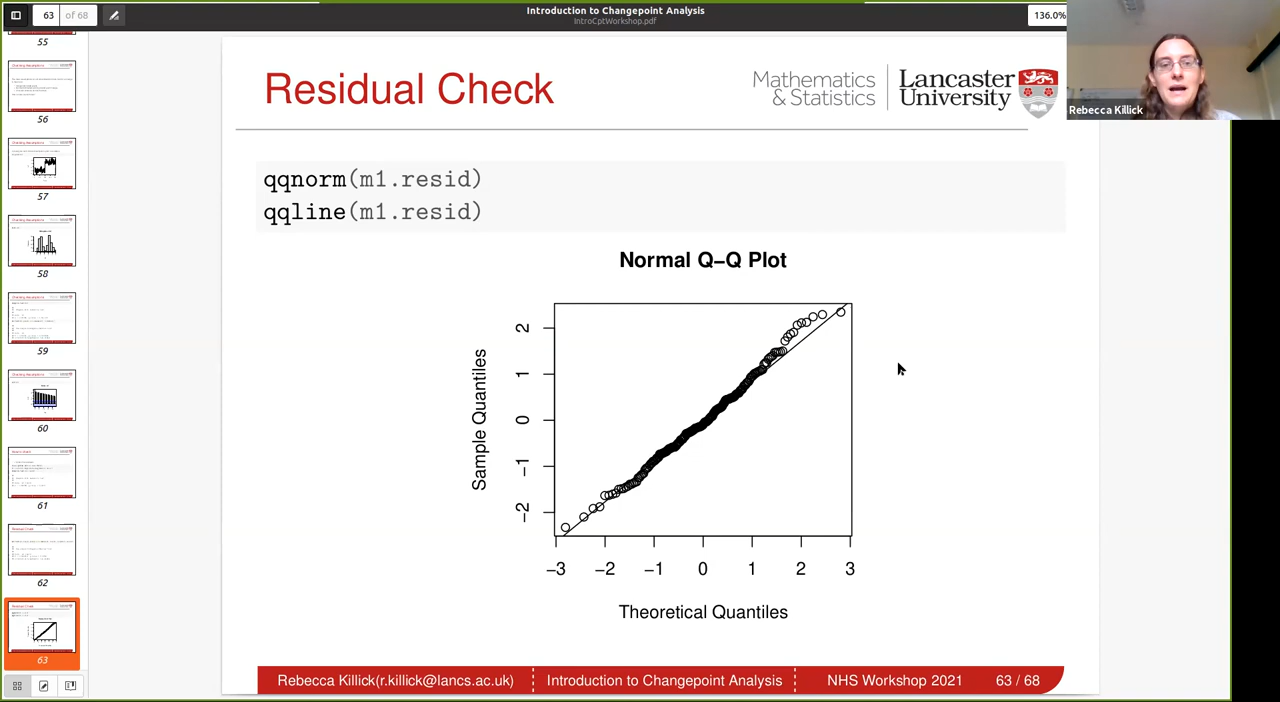 63 of 68
Introduction to Changepoint Analysis
IntroCptWorkshop.pdf
136.0%
55
56
57
58
59
60
61
62
63
Residual Check
Mathematics
& Statistics
Lancaster
University
Rebecca Killick
qqnorm(m1.resid)
qqline(m1.resid)
Normal Q−Q Plot
Sample Quantiles
2
1
0
−1
−2
−3 −2 −1 0 1 2 3
Theoretical Quantiles
Rebecca Killick(r.killick@lancs.ac.uk) Introduction to Changepoint Analysis NHS Workshop 2021 63 / 68